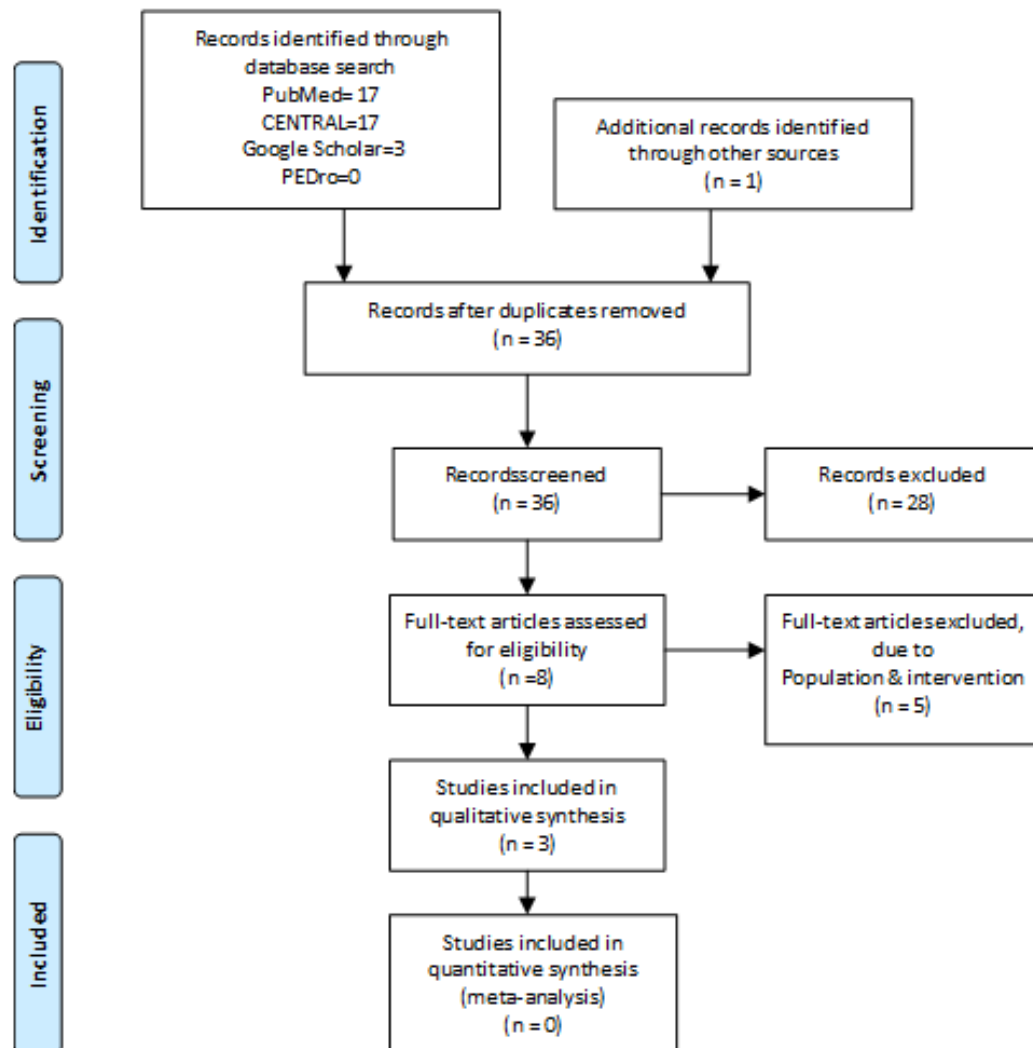 Identification
Records identified through
database search
PubMed= 17
CENTRAL=17
Google Scholar=3
PEDro=0
Additional records identified
through other sources
(n = 1)
Records after duplicates removed
(n = 36)
Screening
Recordsscreened
(n = 36)
Records excluded
(n = 28)
Eligibility
Full-text articles assessed
for eligibility
(n =8)
Full-text articles excluded,
due to
Population & intervention
(n = 5)
Studies included in
qualitative synthesis
(n = 3)
Included
Studies included in
quantitative synthesis
(meta-analysis)
(n = 0)